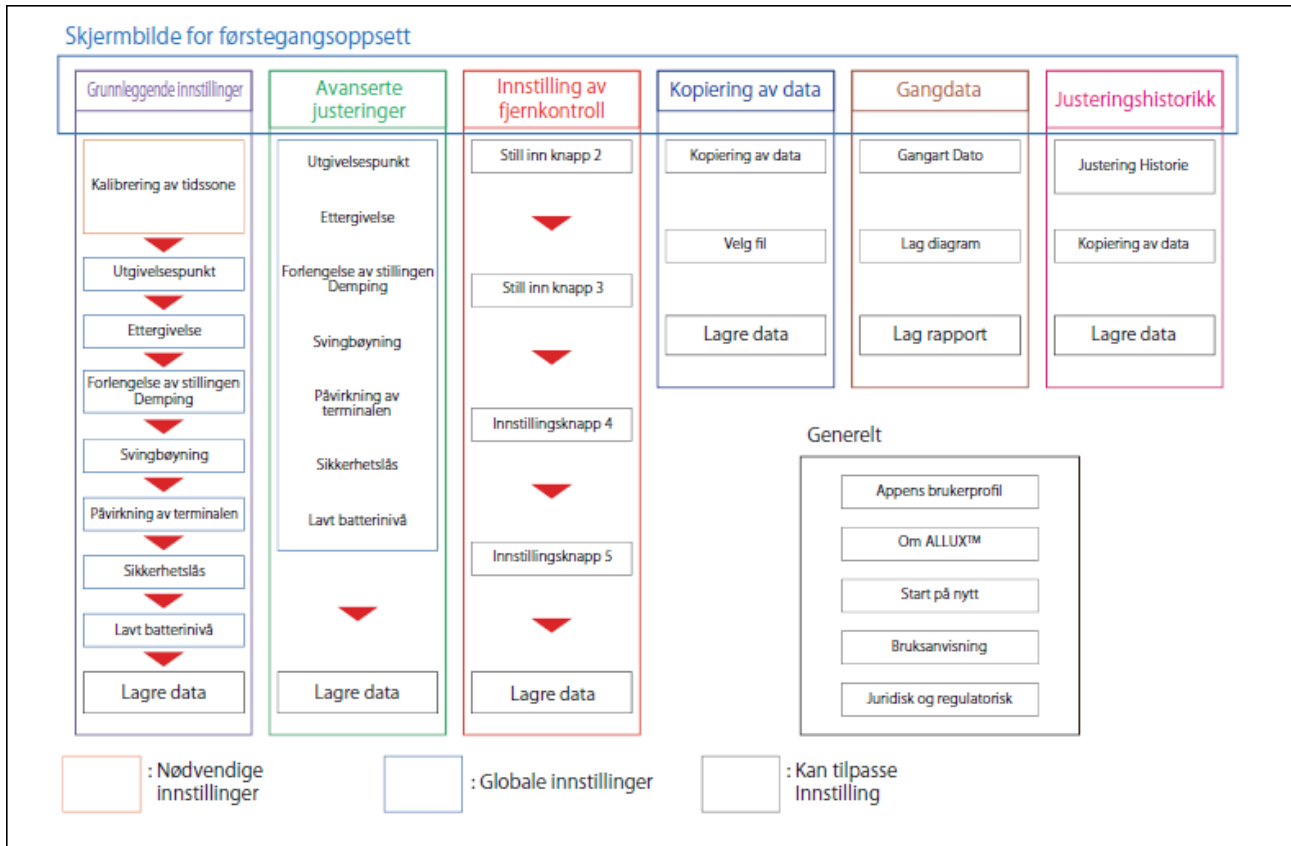 Skjermbilde for førstegangsoppsett
Grunnleggende innstillinger
Kalibrering av tidssone
Utgivelsespunkt
Ettergivelse
Forlengelse av stillingen
Demping
Svingbøyning
Påvirkning av terminalen
Sikkerhetslås
Lavt batterinivå
Lagre data
Avanserte
justeringer
Utgivelsespunkt
Ettergivelse
Forlengelse av stillingen
Demping
Svingbøyning
Påvirkning av
terminalen
Sikkerhetslås
Lavt batterinivå
Lagre data
Innstilling av
fjernkontroll
Still inn knapp 2
Still inn knapp 3
Innstillingsknapp 4
Innstillingsknapp 5
Lagre data
Kopiering av data
Kopiering av data
Velg fil
Lagre data
Gangdata
Gangart Dato
Lag diagram
Lag rapport
Justeringshistorikk
Justering Historie
Kopiering av data
Lagre data
Generelt
Appens brukerprofil
Om ALLUX™
Start på nytt
Bruksanvisning
Juridisk og regulatorisk
: Nødvendige
innstillinger
: Globale innstillinger
: Kan tilpasse
Innstilling